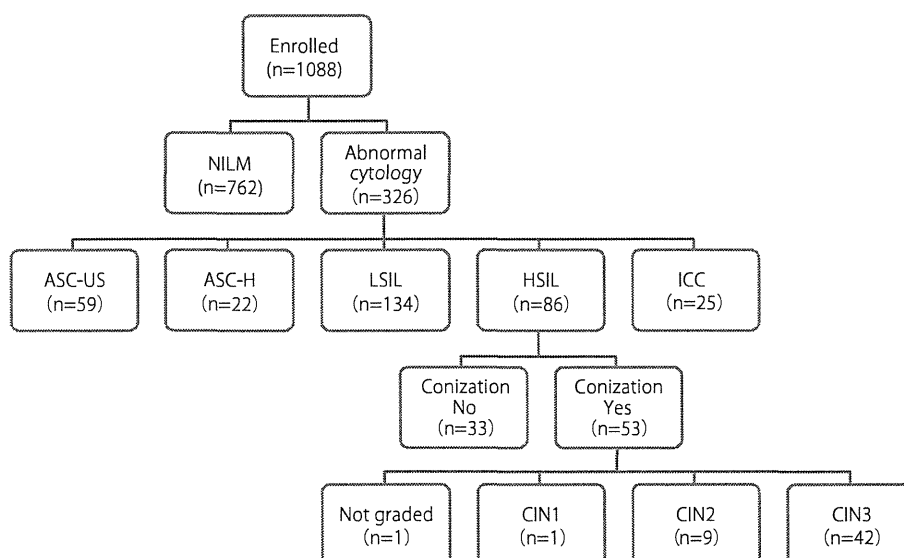 Enrolled
(n=1088)
NILM
(n=762)
Abnormal
cytology
(n=326)
ASC-US
(n=59)
ASC-H
(n=22)
LSIL
(n=134)
HSIL
(n=86)
ICC
(n=25)
Conization
No
(n=33)
Conization
Yes
(n=53)
Not graded
(n=1)
CIN1
(n=1)
CIN2
(n=9)
CIN3
(n=42)